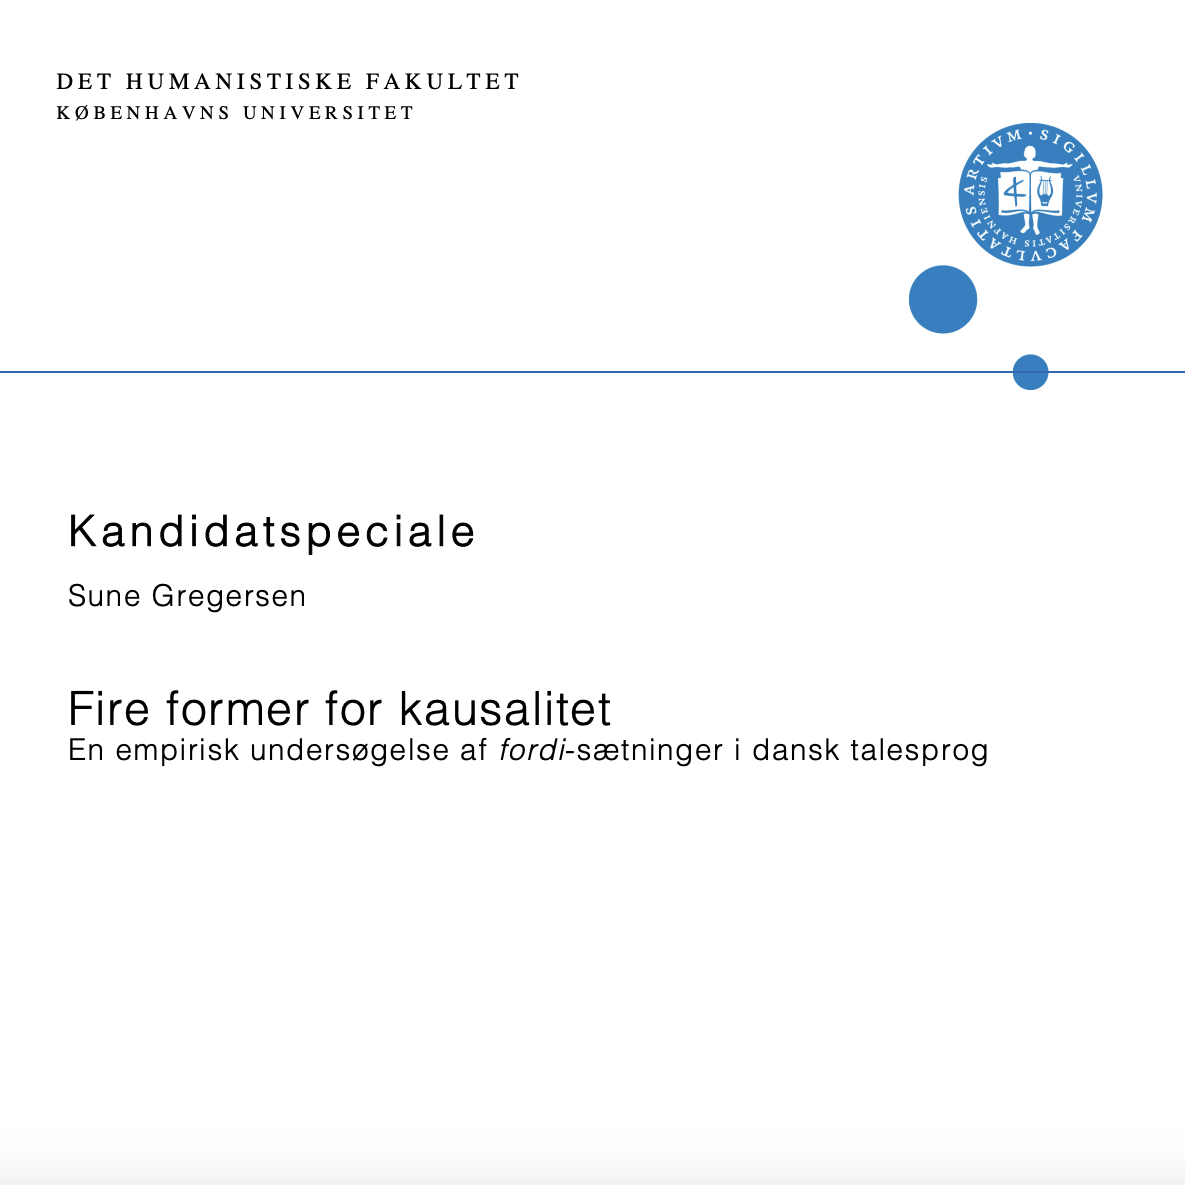 DET HUMANISTISKE FAKULTET
KØBENHAVNS UNIVERSITET
SIGILLVM FACVLTATIS ARTIVM
VNIVERSITATIS HAFNIENSIS
Kandidatspeciale
Sune Gregersen
Fire former for kausalitet
En empirisk undersøgelse af fordi-sætninger i dansk talesprog